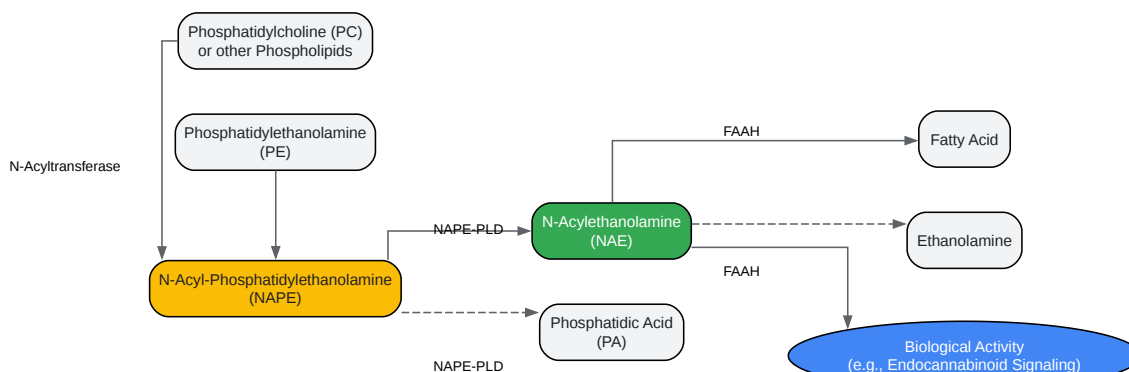 Phosphatidylcholine (PC)
or other Phospholipids
Phosphatidylethanolamine
(PE)
N-Acyltransferase
FAAH
Fatty Acid
N-Acylethanolamine
(NAE)
NAPE-PLD
Ethanolamine
N-Acyl-Phosphatidylethanolamine
(NAPE)
FAAH
Phosphatidic Acid
(PA)
NAPE-PLD
Biological Activity
(e.g., Endocannabinoid Signaling)